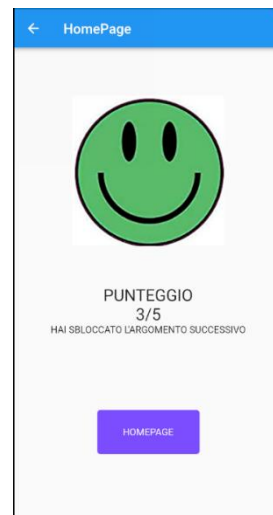 HomePage
PUNTEGGIO
3/5
HAI SBLOCCATO L'ARGOMENTO SUCCESSIVO
HOMEPAGE